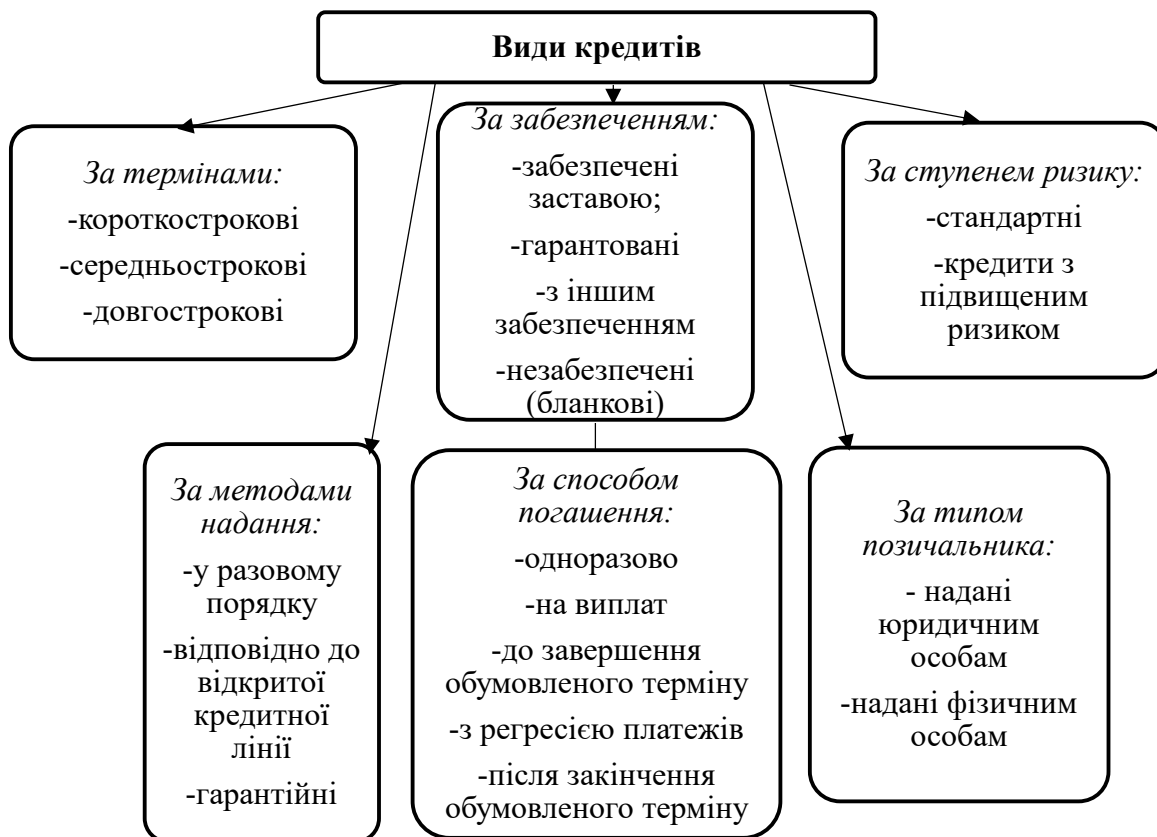 Види кредитів
За термінами:
-короткострокові
-середньострокові
-довгострокові
За забезпеченням:
-забезпечені
заставою;
-гарантовані
-з іншим
забезпеченням
-незабезпечені
(бланкові)
За ступенем ризику:
-стандартні
-кредити з
підвищеним
ризиком
За методами
надання:
-у разовому
порядку
-відповідно до
відкритої
кредитної
лінії
-гарантійні
За способом
погашення:
-одноразово
-на виплат
-до завершення
обумовленого терміну
-з регресією платежів
-після закінчення
обумовленого терміну
За типом
позичальника:
- надані
юридичним
особам
-надані фізичним
особам